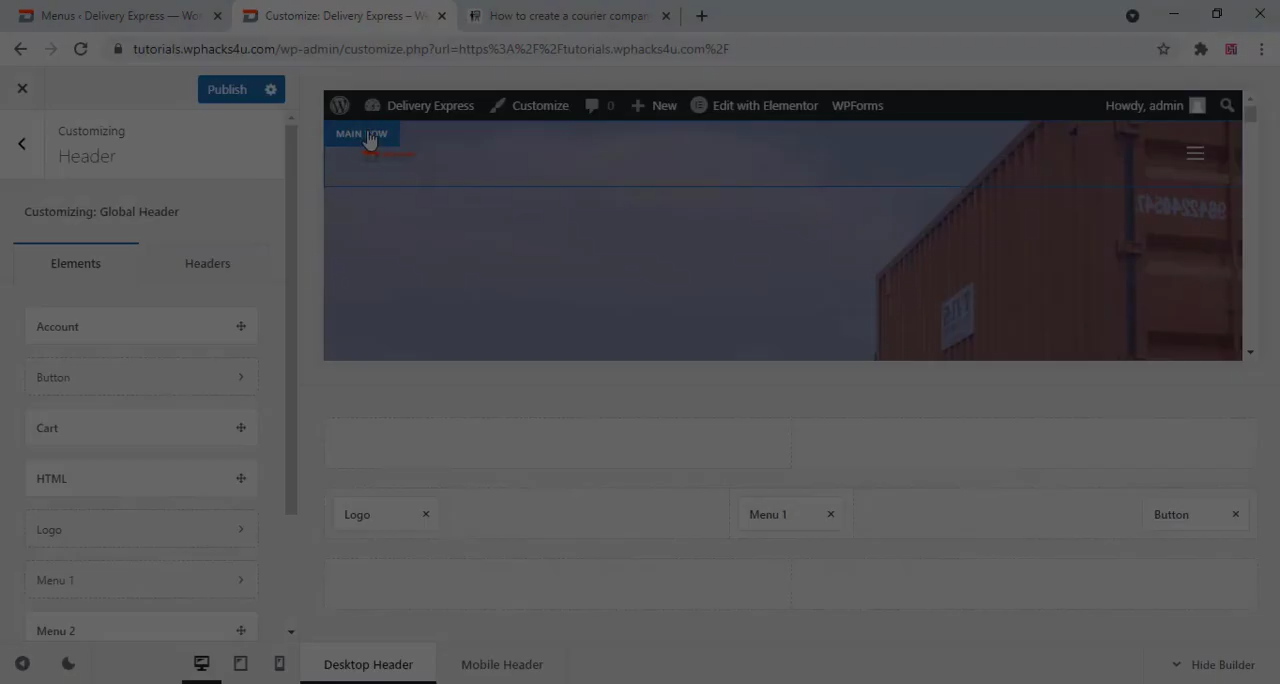 Menus ‹ Delivery Express — Wo
Customize: Delivery Express – W
How to create a courier compan
tutorials.wphacks4u.com/wp-admin/customize.php?url=https%3A%2F%2Ftutorials.wphacks4u.com%2F
Publish
Delivery Express
Customize
0
New
Edit with Elementor
WPForms
Howdy, admin
Customizing
Header
MAIN ROW
Customizing: Global Header
Elements
Headers
Account
Button
Cart
HTML
Logo
Menu 1
Menu 2
Logo
Menu 1
Button
Desktop Header
Mobile Header
Hide Builder